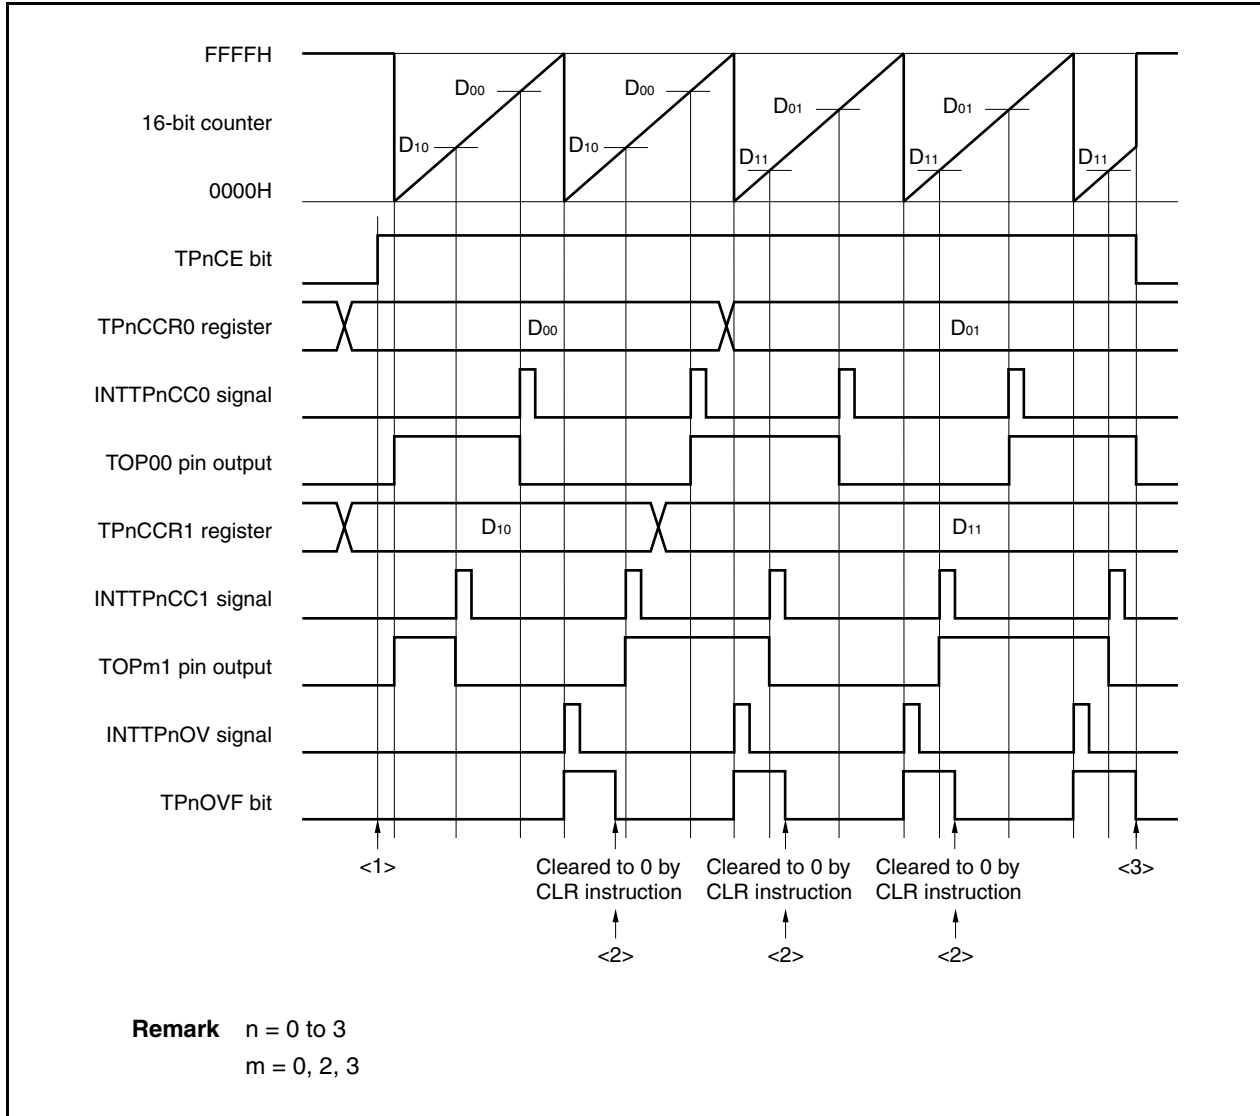 FFFFH
D00 D00
D01 D01
16-bit counter
D10 D10
D11 D11 D11
0000H
TPnCE bit
TPnCCR0 register D00 D01
INTTPnCC0 signal
TOP00 pin output
TPnCCR1 register D10 D11
INTTPnCC1 signal
TOPm1 pin output
INTTPnOV signal
TPnOVF bit
<1> Cleared to 0 by Cleared to 0 by Cleared to 0 by <3>
CLR instruction CLR instruction CLR instruction
<2> <2> <2>
Remark n = 0 to 3
m = 0, 2, 3